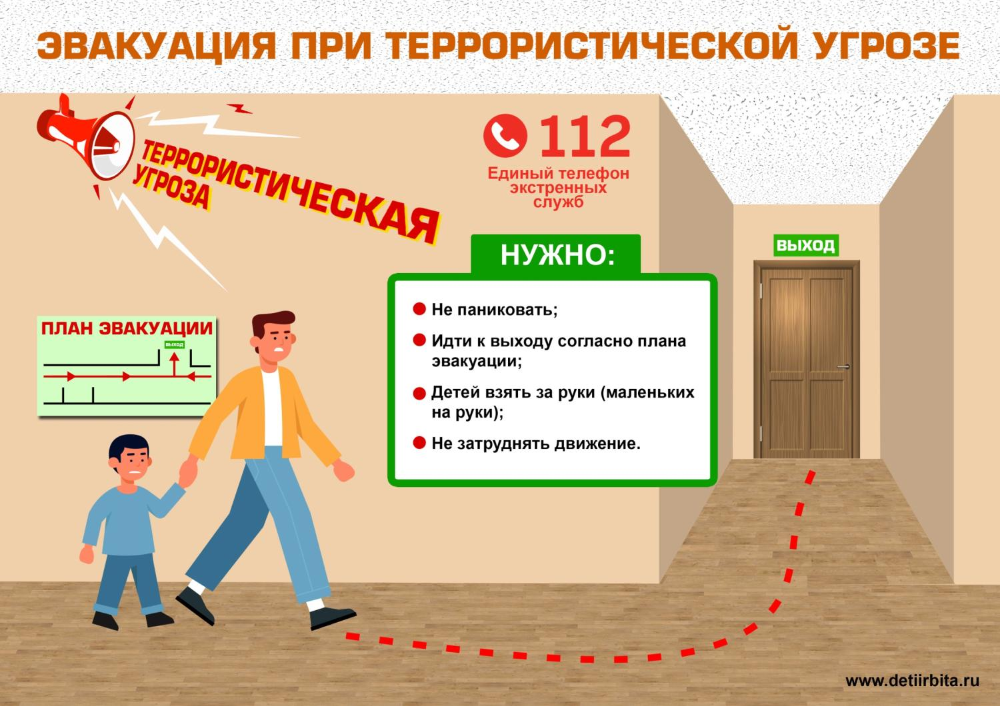 ЭВАКУАЦИЯ ПРИ ТЕРРОРИСТИЧЕСКОЙ УГРОЗЕ
ТЕРРОРИСТИЧЕСКАЯ
УГРОЗА
112
Единый телефон
экстренных
служб
ВЫХОД
НУЖНО:
Не паниковать;
Идти к выходу согласно плана
эвакуации;
Детей взять за руки (маленьких
на руки);
Не затруднять движение.
ПЛАН ЭВАКУАЦИИ
ВЫХОД
www.detiirbita.ru